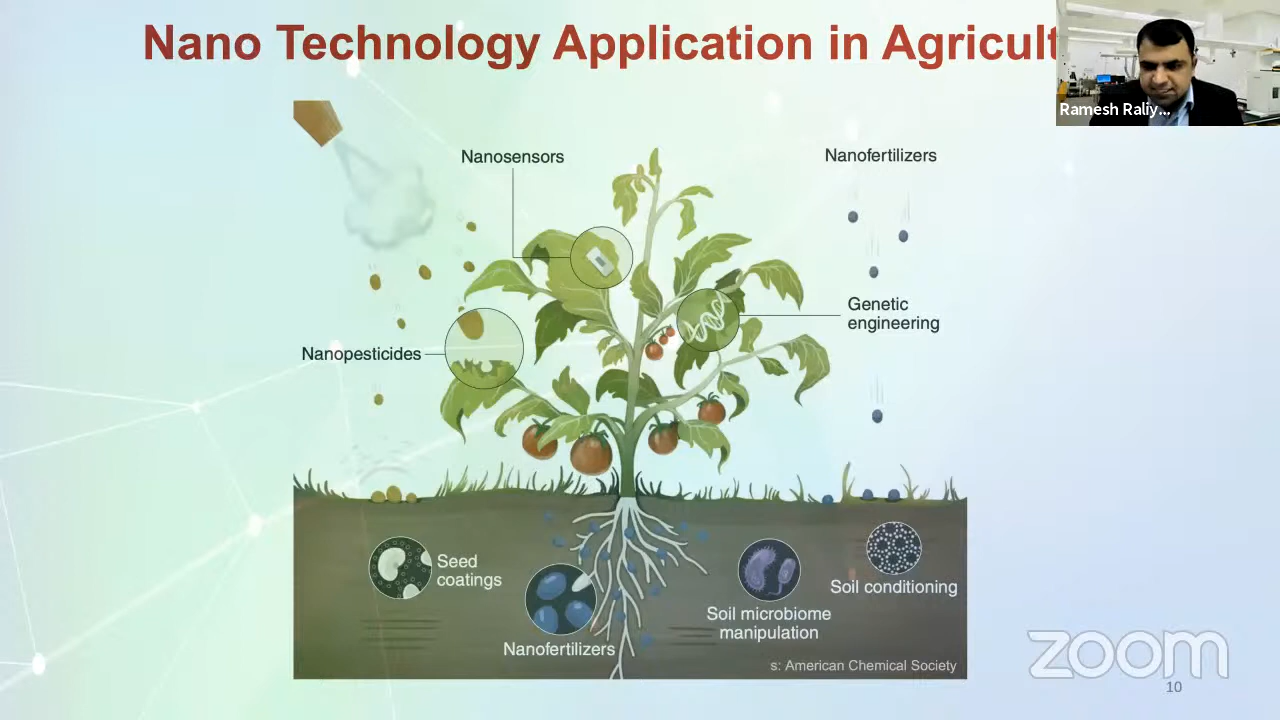 Nano Technology Application in Agricult
Ramesh Raliy...
Nanosensors
Nanofertilizers
Genetic
engineering
Nanopesticides
Seed
coatings
Nanofertilizers
Soil microbiome
manipulation
Soil conditioning
s: American Chemical Society
zoom
10